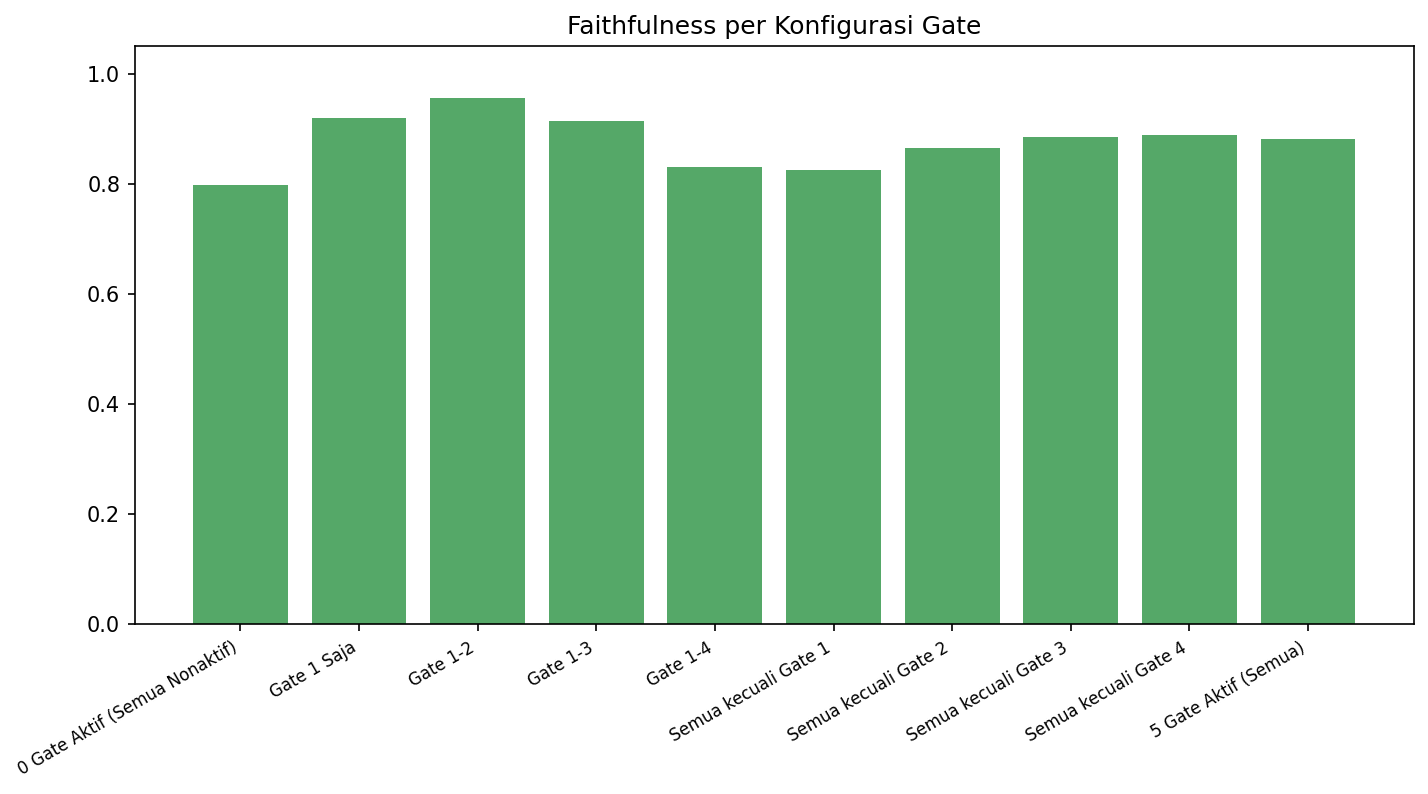 Faithfulness per Konfigurasi Gate
1.0
0.8
0.6
0.4
0.2
0.0
0 Gate Aktif (Semua Nonaktif)
Gate 1 Saja
Gate 1-2
Gate 1-3
Gate 1-4
Semua kecuali Gate 1
Semua kecuali Gate 2
Semua kecuali Gate 3
Semua kecuali Gate 4
5 Gate Aktif (Semua)